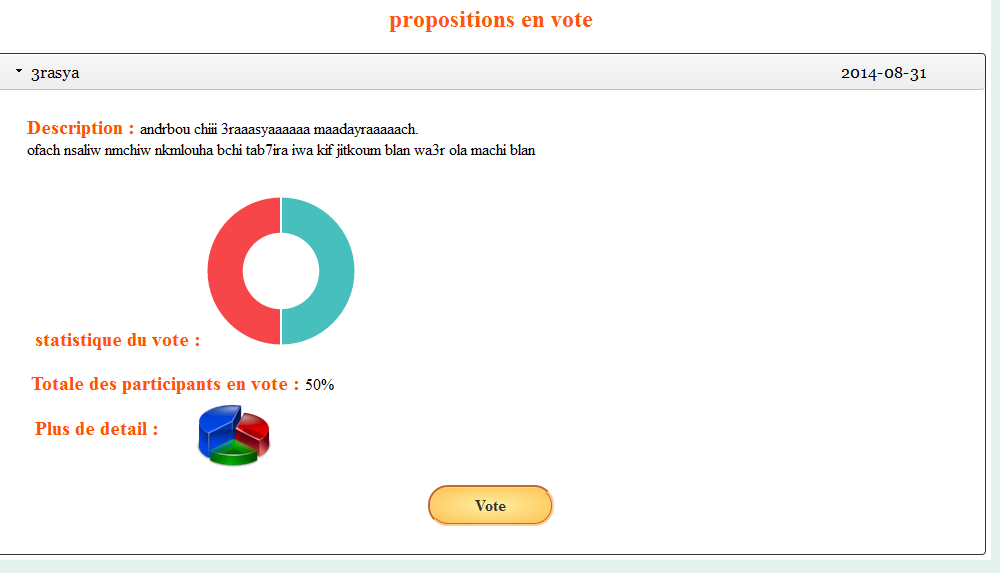 propositions en vote
3rasya 2014-08-31
Description : andrbou chiii 3raaasyaaaaaa maadayraaaaach.
ofach nsaliw nmchiw nkmlouha bchi tab7ira iwa kif jitkoum blan wa3r ola machi blan
statistique du vote :
Totale des participants en vote : 50%
Plus de detail :
Vote